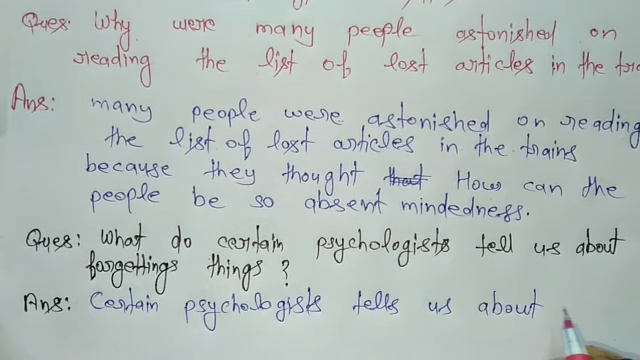 Ques: Why were many people astonished on
reading the list of lost articles in the tra
Ans: many people were astonished on reading
the list of lost articles in the trains
because they thought that How can the
people be so absent mindedness.
Ques: What do certain psychologists tell us about
forgettings things?
Ans: Certain psychologists tells us about